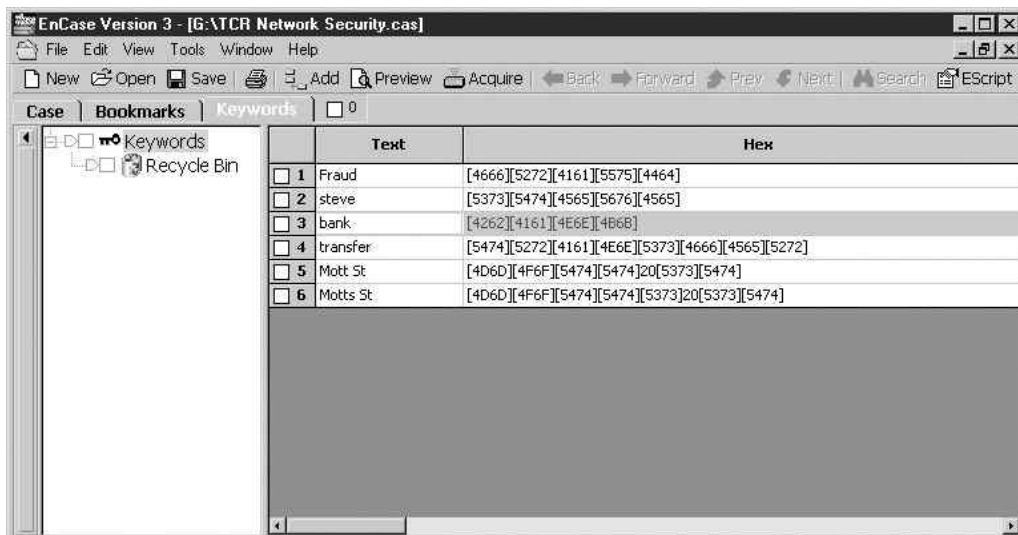 EnCase Version 3 - [G:\TCR Network Security.cas]
File Edit View Tools Window Help
New Open Save Add Preview Acquire Back Forward Prev Next Search EScript
Case Bookmarks Keywords 0
Keywords
Recycle Bin
Text Hex
1 Fraud [4666][5272][4161][5575][4464]
2 steve [5373][5474][4565][5676][4565]
3 bank [4262][4161][4E6E][4B6B]
4 transfer [5474][5272][4161][4E6E][5373][4666][4565][5272]
5 Mott St [4D6D][4F6F][5474][5474]20[5373][5474]
6 Motts St [4D6D][4F6F][5474][5474][5373]20[5373][5474]